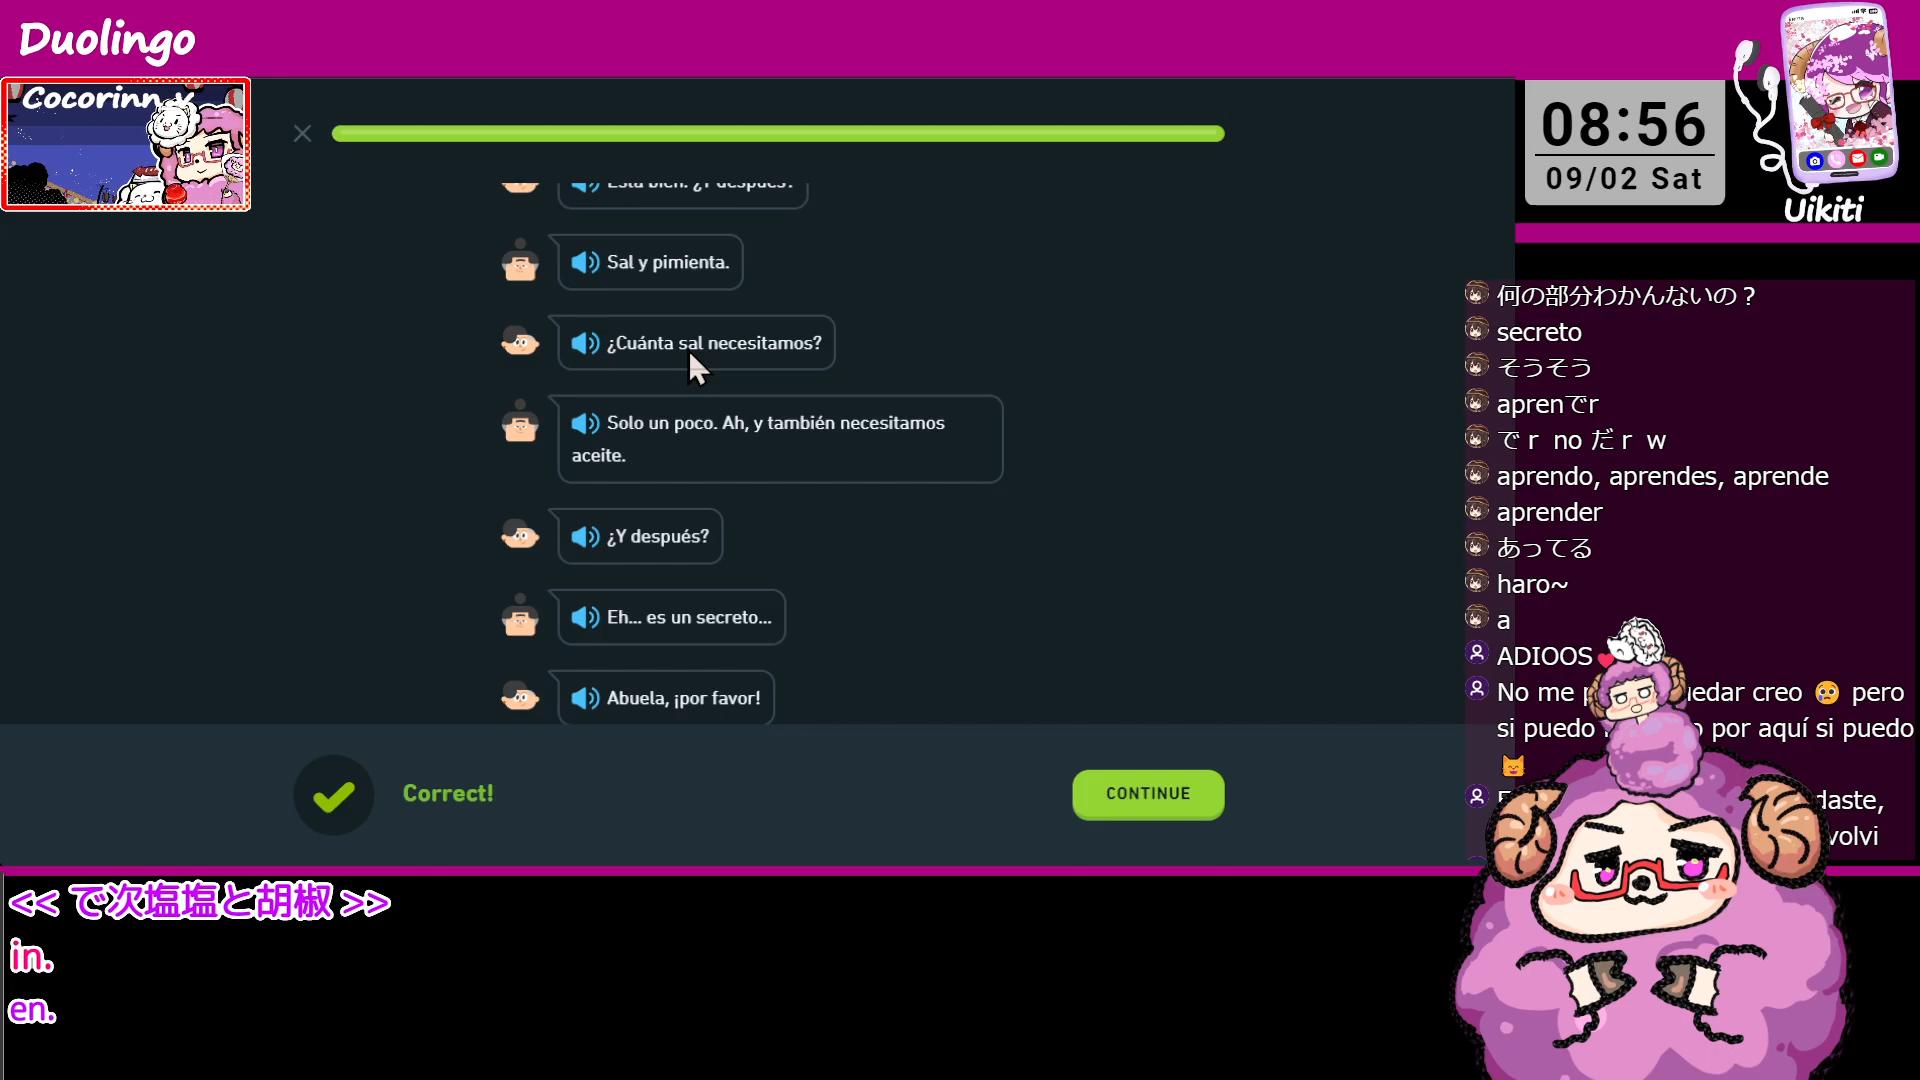 Duolingo
Cocorinn_y
08:56
09/02 Sat
Uikiti
Está bien. ¿Y después?
Sal y pimienta.
¿Cuánta sal necesitamos?
Solo un poco. Ah, y también necesitamos
aceite.
¿Y después?
Eh... es un secreto...
Abuela, ¡por favor!
Correct!
CONTINUE
何の部分わかんないの？
secreto
そうそう
aprenでr
でｒ no だｒ w
aprendo, aprendes, aprende
aprender
あってる
haro~
a
ADIOOS
No me creo 😢 pero
si puedo por aquí si puedo
😺
volvi
<< で次塩塩と胡椒 >>
in.
en.